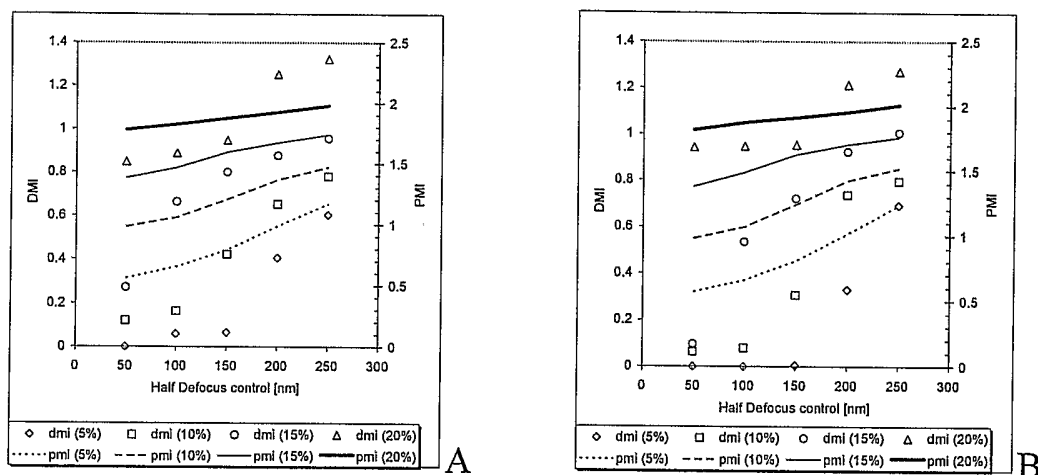 1.4
1.2
1
0.8
0.6
0.4
0.2
0
DMI
2.5
2
1.5
1
0.5
0
PMI
0 50 100 150 200 250 300
Half Defocus control [nm]
◇ dmi (5%) □ dmi (10%) ○ dmi (15%) △ dmi (20%)
pmi (5%) pmi (10%) pmi (15%) pmi (20%)
A
1.4
1.2
1
0.8
0.6
0.4
0.2
0
DMI
2.5
2
1.5
1
0.5
0
PMI
0 50 100 150 200 250 300
Half Defocus control [nm]
◇ dmi (5%) □ dmi (10%) ○ dmi (15%) △ dmi (20%)
pmi (5%) pmi (10%) pmi (15%) pmi (20%)
B